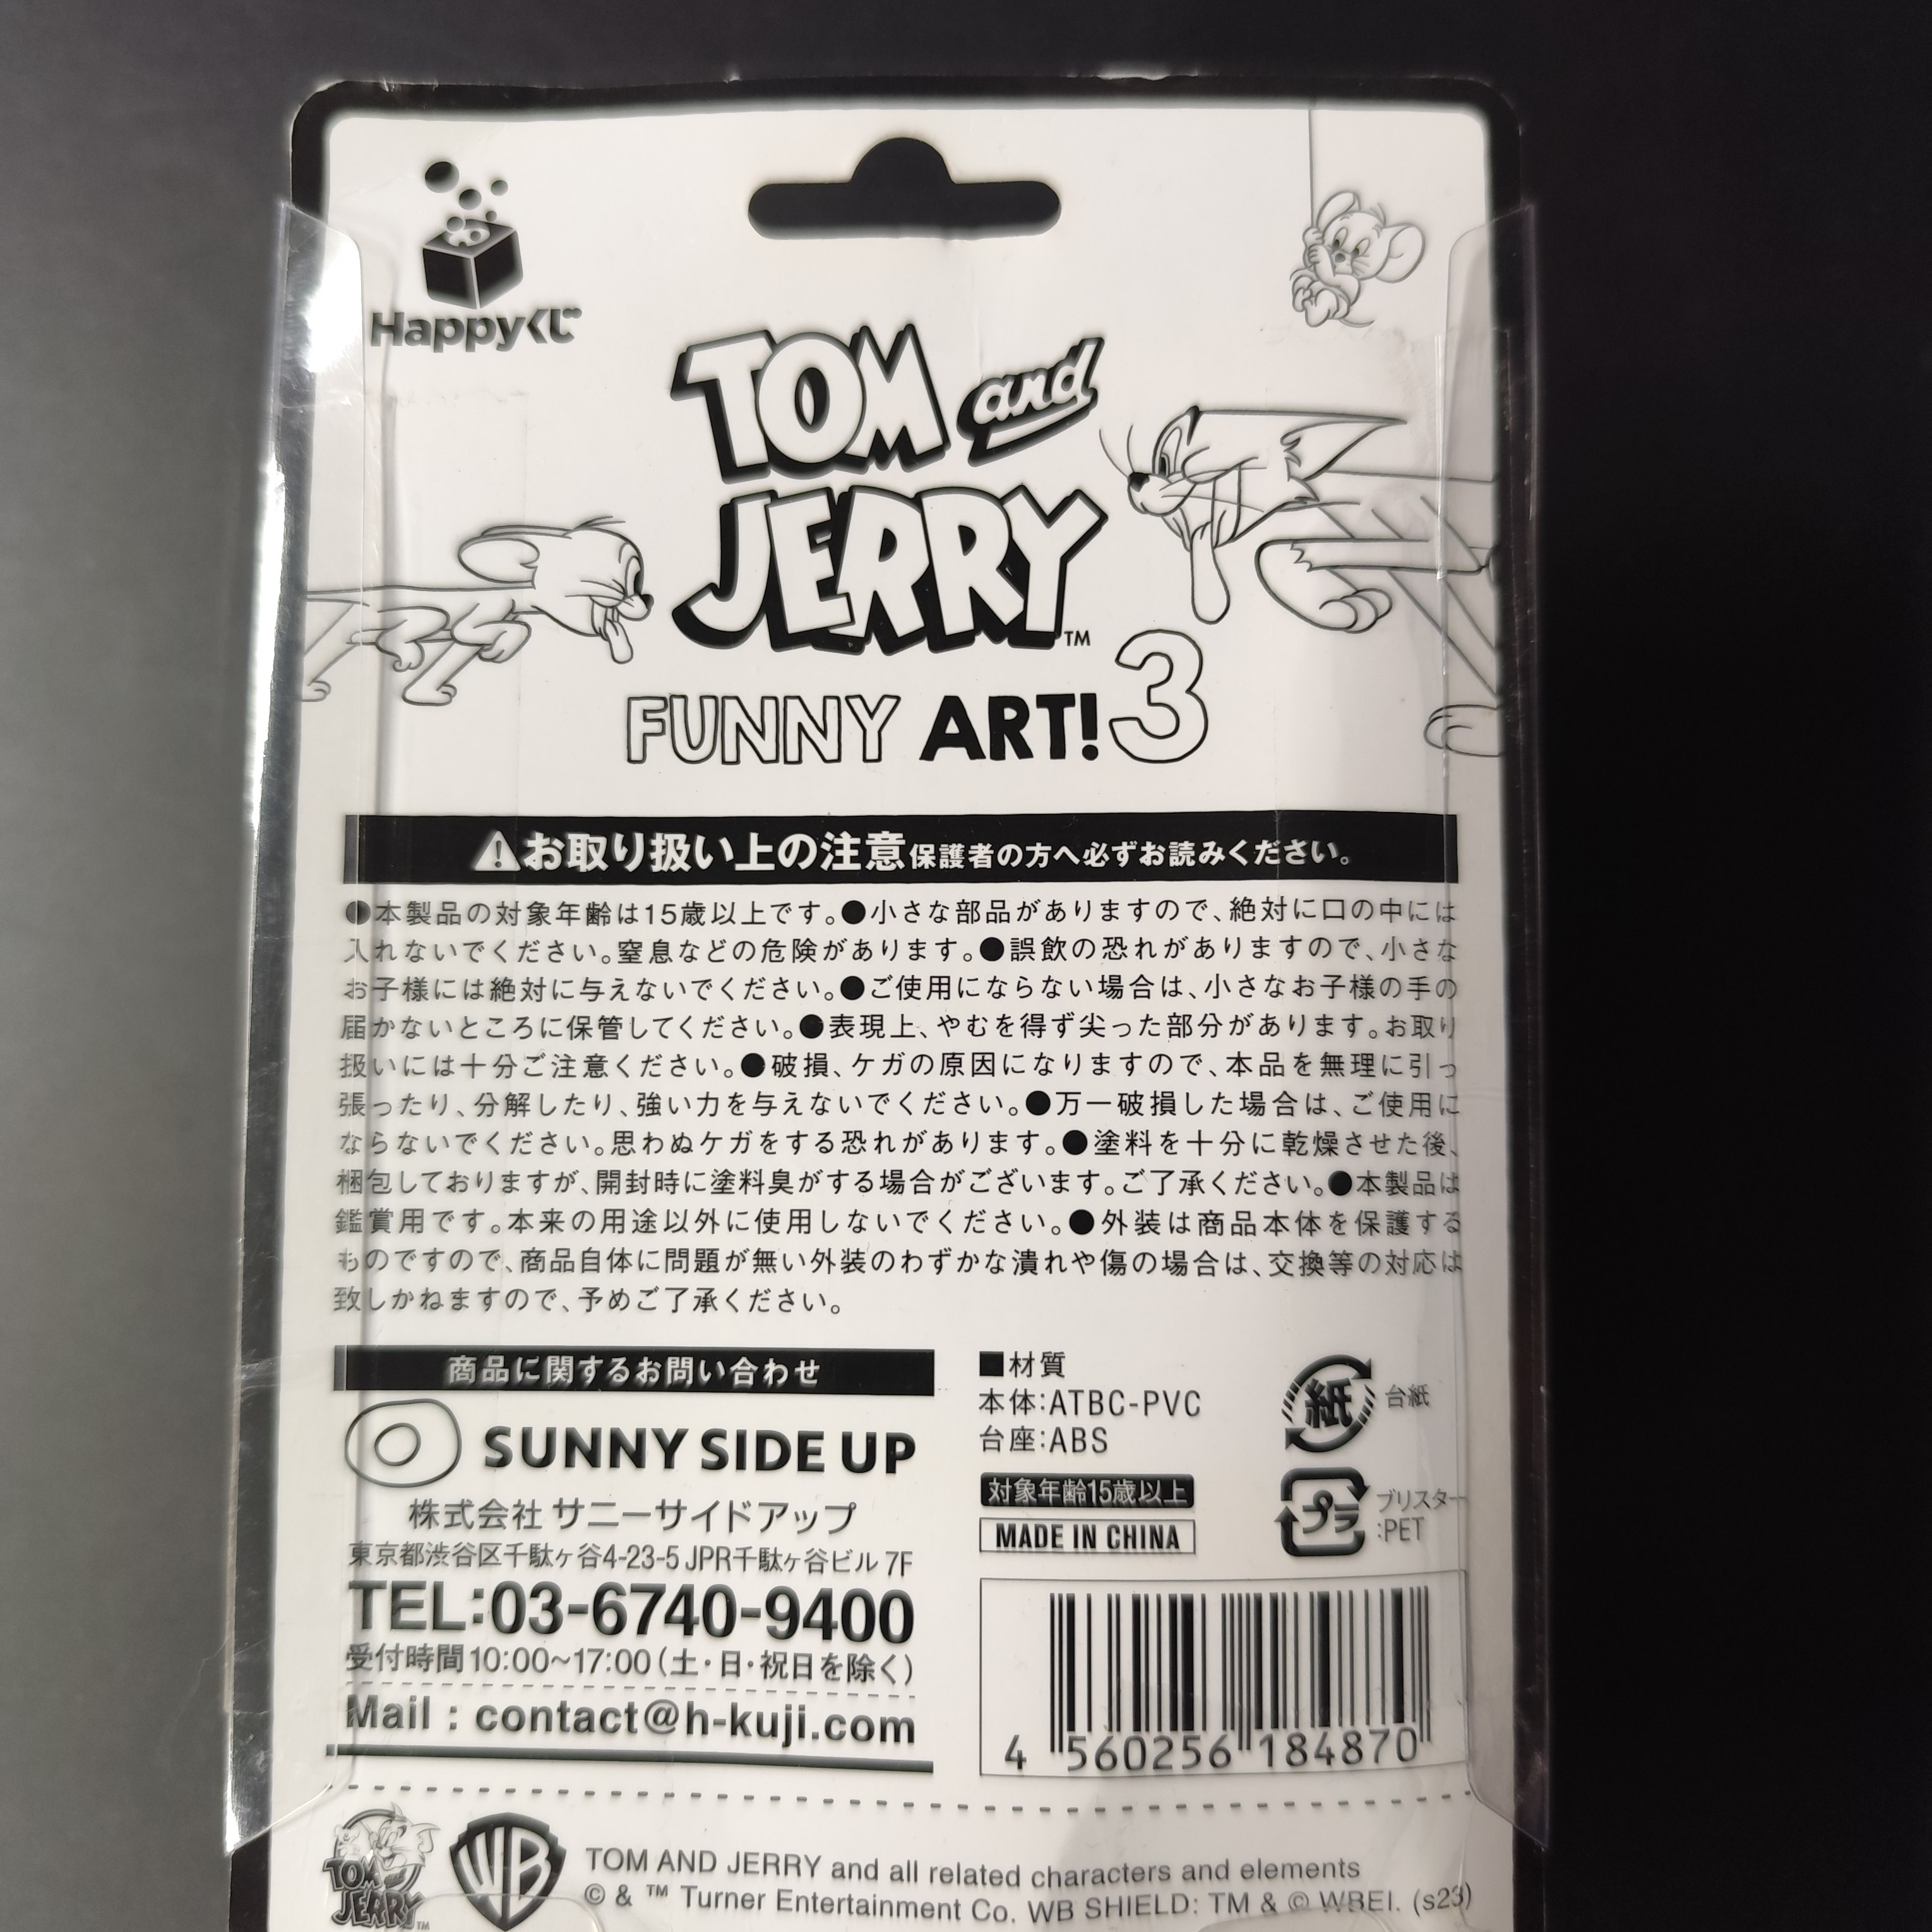 Happyくじ
TOM and
JERRY™
FUNNY ART! 3
⚠お取り扱い上の注意 保護者の方へ必ずお読みください。
●本製品の対象年齢は15歳以上です。●小さな部品がありますので、絶対に口の中には
入れないでください。窒息などの危険があります。●誤飲の恐れがありますので、小さな
お子様には絶対に与えないでください。●ご使用にならない場合は、小さなお子様の手の
届かないところに保管してください。●表現上、やむを得ず尖った部分があります。お取り
扱いには十分ご注意ください。●破損、ケガの原因になりますので、本品を無理に引っ
張ったり、分解したり、強い力を与えないでください。●万一破損した場合は、ご使用に
ならないでください。思わぬケガをする恐れがあります。●塗料を十分に乾燥させた後、
梱包しておりますが、開封時に塗料臭がする場合がございます。ご了承ください。●本製品は
鑑賞用です。本来の用途以外に使用しないでください。●外装は商品本体を保護する
ものですので、商品自体に問題が無い外装のわずかな潰れや傷の場合は、交換等の対応は
致しかねますので、予めご了承ください。
商品に関するお問い合わせ
SUNNY SIDE UP
株式会社 サニーサイドアップ
東京都渋谷区千駄ヶ谷4-23-5 JPR千駄ヶ谷ビル 7F
TEL:03-6740-9400
受付時間10:00~17:00(土・日・祝日を除く)
Mail : contact@h-kuji.com
■材質
本体:ATBC-PVC
台座:ABS
対象年齢15歳以上
MADE IN CHINA
紙 台紙
プラ ブリスター
:PET
4 560256 184870
TOM and JERRY™
WB
TOM AND JERRY and all related characters and elements
© & ™ Turner Entertainment Co. WB SHIELD: TM & © WBEI. (s23)